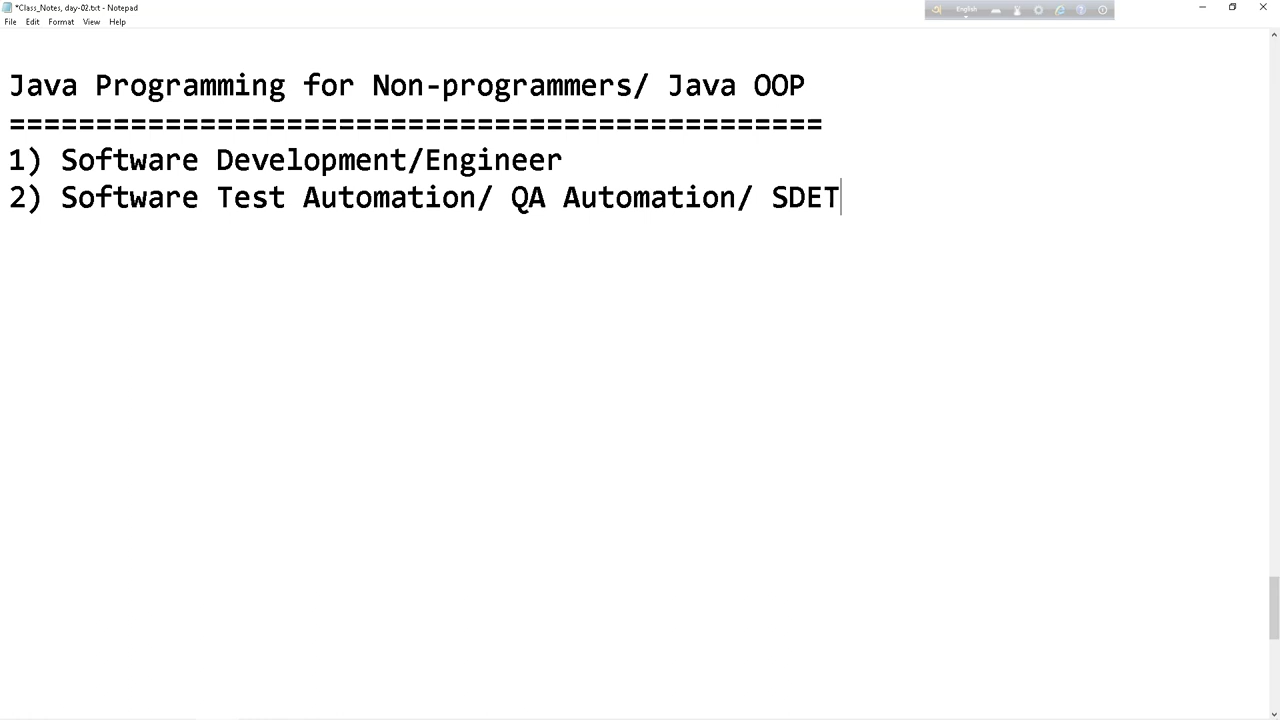 *Class_Notes, day-02.txt - Notepad
File Edit Format View Help
English
Java Programming for Non-programmers/ Java OOP
===============================================
1) Software Development/Engineer
2) Software Test Automation/ QA Automation/ SDET